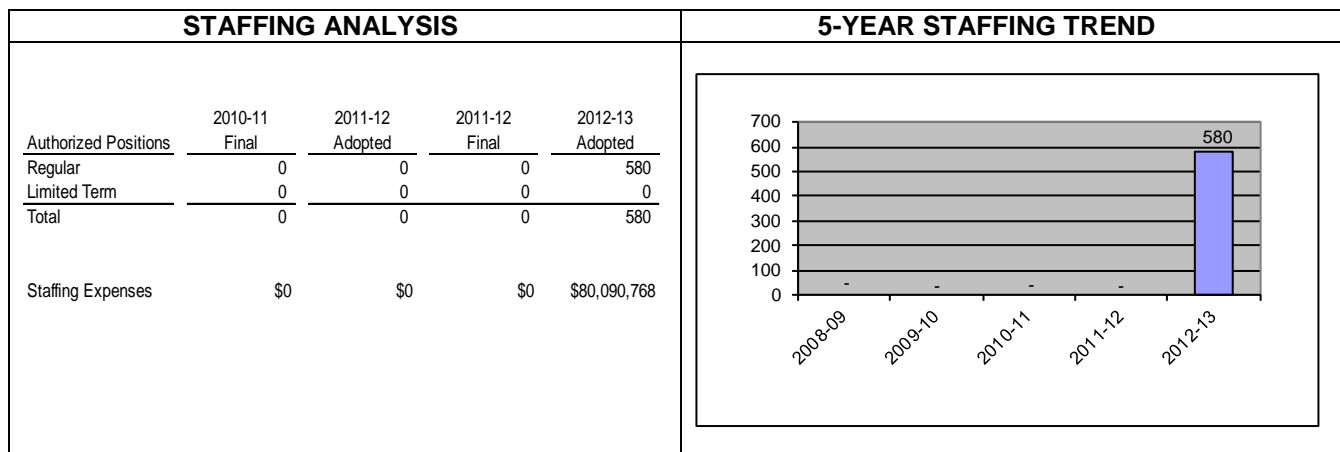 STAFFING ANALYSIS
5-YEAR STAFFING TREND
2010-11 2011-12 2011-12 2012-13
Authorized Positions Final Adopted Final Adopted
Regular 0 0 0 580
Limited Term 0 0 0 0
Total 0 0 0 580
Staffing Expenses $0 $0 $0 $80,090,768
700
600
500
400
300
200
100
0
- - - - 580
2008-09 2009-10 2010-11 2011-12 2012-13